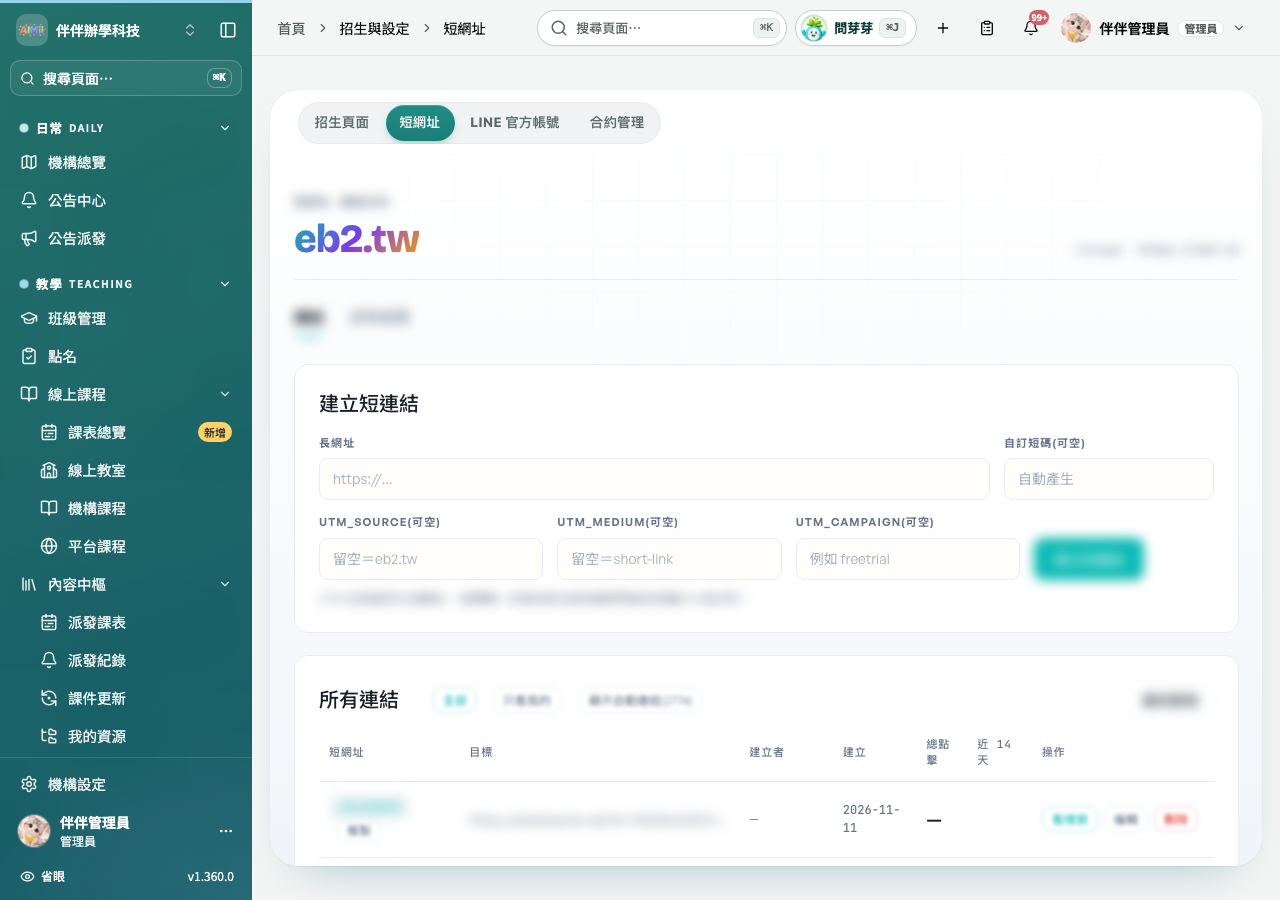 伴伴辦學科技
搜尋頁面… ⌘K
日常 DAILY
機構總覽
公告中心
公告派發
教學 TEACHING
班級管理
點名
線上課程
課表總覽 新增
線上教室
機構課程
平台課程
內容中樞
派發課表
派發紀錄
課件更新
我的資源
機構設定
伴伴管理員
管理員
省眼 v1.360.0
首頁 招生與設定 短網址 搜尋頁面… ⌘K 問芽芽 ⌘J 99+ 伴伴管理員 管理員
招生頁面 短網址 LINE 官方帳號 合約管理
eb2.tw
建立短連結
長網址 自訂短碼(可空)
https://... 自動產生
UTM_SOURCE(可空) UTM_MEDIUM(可空) UTM_CAMPAIGN(可空)
留空＝eb2.tw 留空＝short-link 例如 freetrial
所有連結
短網址 目標 建立者 建立 總點擊 近 14 天 操作
— 2026-11-11 —